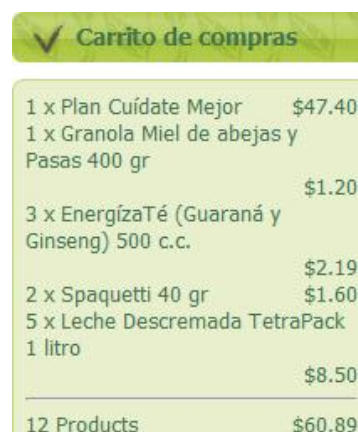 Carrito de compras
1 x Plan Cuídate Mejor $47.40
1 x Granola Miel de abejas y
Pasas 400 gr
$1.20
3 x EnergízaTé (Guaraná y
Ginseng) 500 c.c.
$2.19
2 x Spaquetti 40 gr $1.60
5 x Leche Descremada TetraPack
1 litro
$8.50
12 Products $60.89